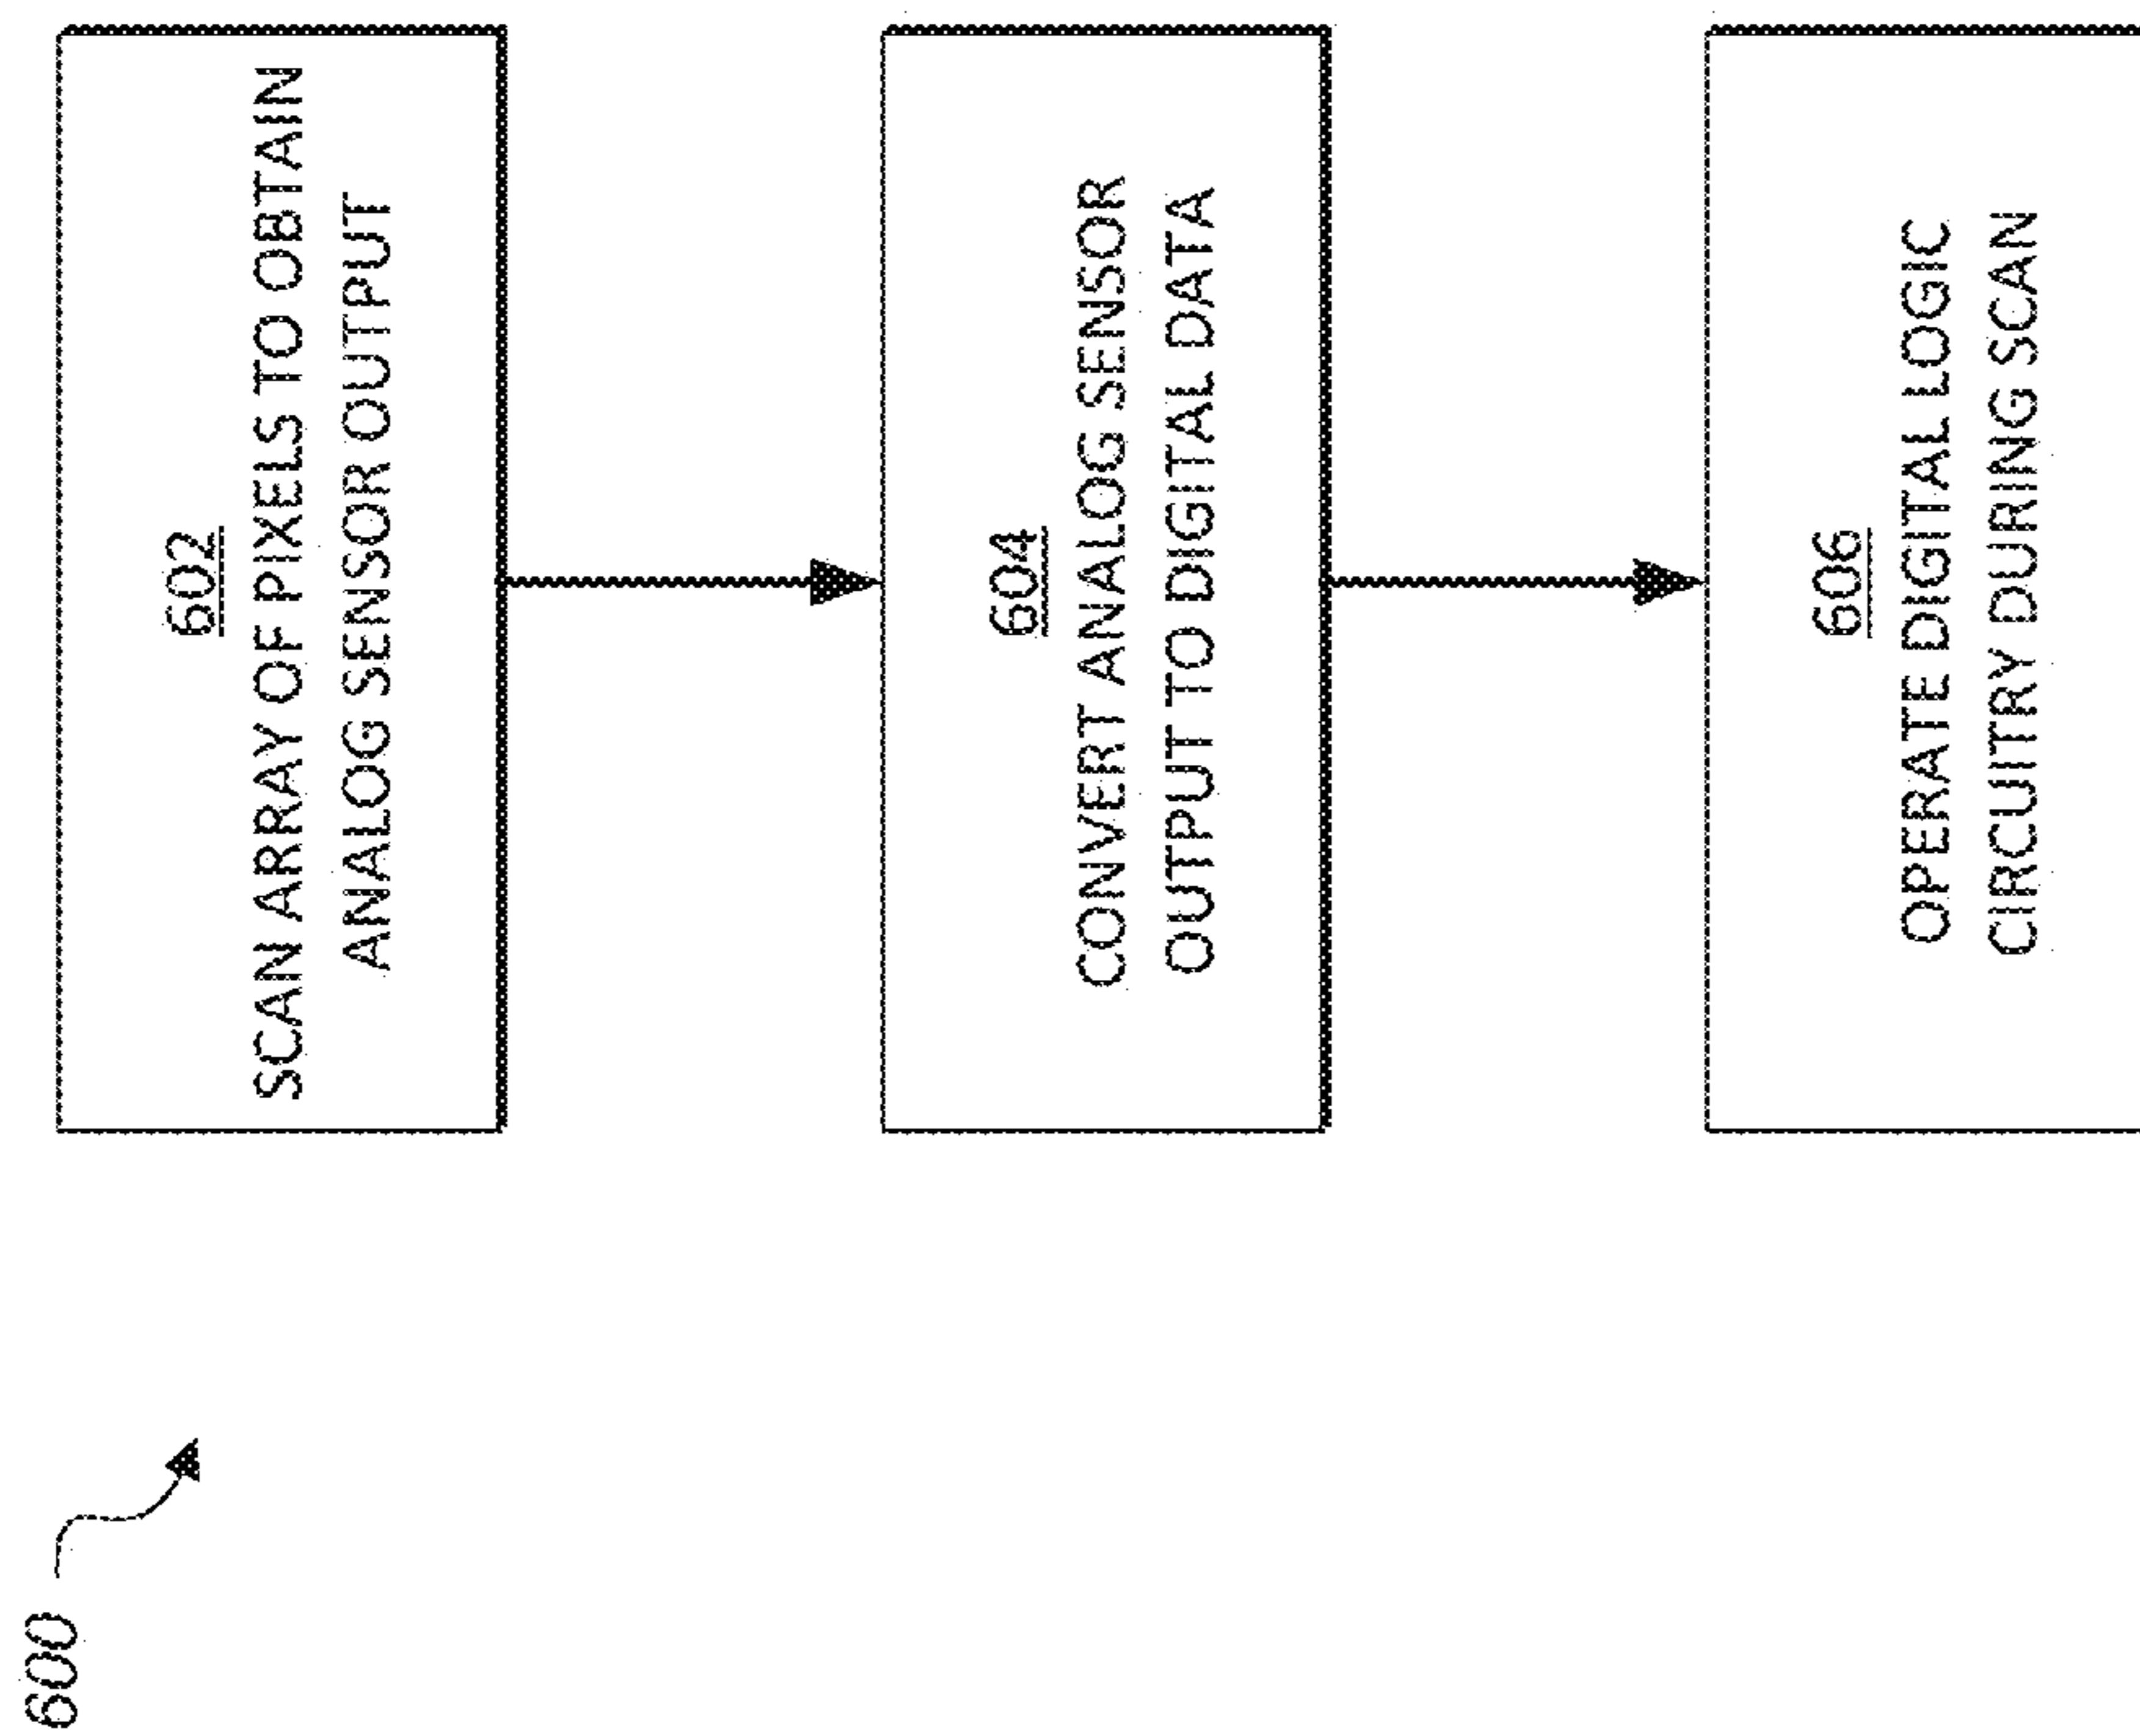 600
602
SCAN ARRAY OF PIXELS TO OBTAIN
ANALOG SENSOR OUTPUT
604
CONVERT ANALOG SENSOR
OUTPUT TO DIGITAL DATA
606
OPERATE DIGITAL LOGIC
CIRCUITRY DURING SCAN